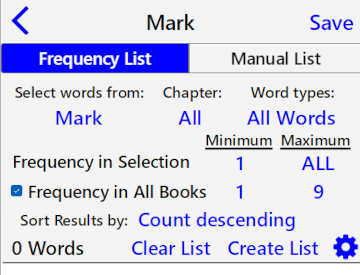 Mark Save
Frequency List Manual List
Select words from: Chapter: Word types:
Mark All All Words
Minimum Maximum
Frequency in Selection 1 ALL
Frequency in All Books 1 9
Sort Results by: Count descending
0 Words Clear List Create List